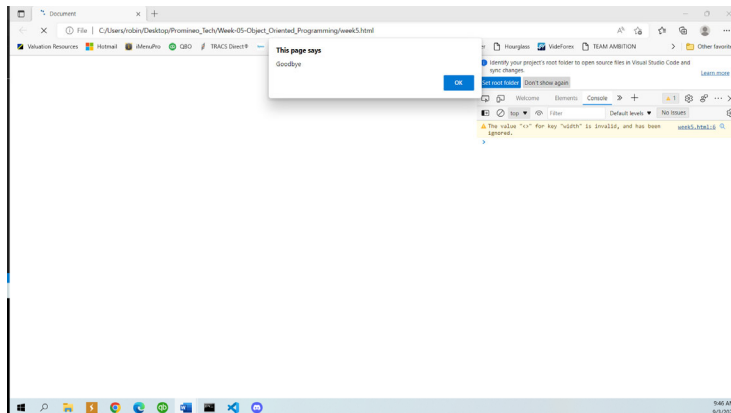 Document
File | C:/Users/robin/Desktop/Promineo_Tech/Week-05-Object_Oriented_Programming/week5.html
Valuation Resources Hotmail iMenuPro QBO TRACS Direct® Hourglass VideForex TEAM AMBITION Other favorite
This page says
Goodbye
OK
Identify your project's root folder to open source files in Visual Studio Code and
sync changes.
Learn more
Set root folder Don't show again
Welcome Elements Console 1
top Filter Default levels No Issues
The value "<>" for key "width" is invalid, and has been week5.html:6
ignored.
9:46 AM